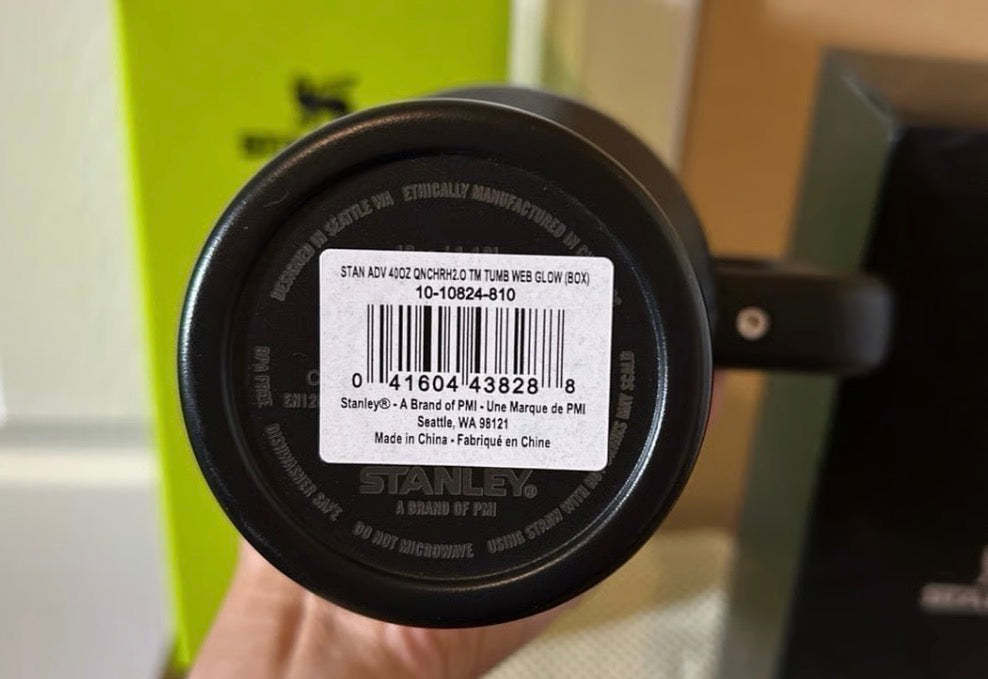 DESIGNED IN SEATTLE WA
ETHICALLY MANUFACTURED IN
STAN ADV 40OZ QNCHRH2.O TM TUMB WEB GLOW (BOX)
10-10824-810
0 41604 43828 8
Stanley® - A Brand of PMI - Une Marque de PMI
Seattle, WA 98121
Made in China - Fabriqué en Chine
BPA FREE
DISHWASHER SAFE
STANLEY®
A BRAND OF PMI
DO NOT MICROWAVE
USING STRAW WITH
MAY SCALD